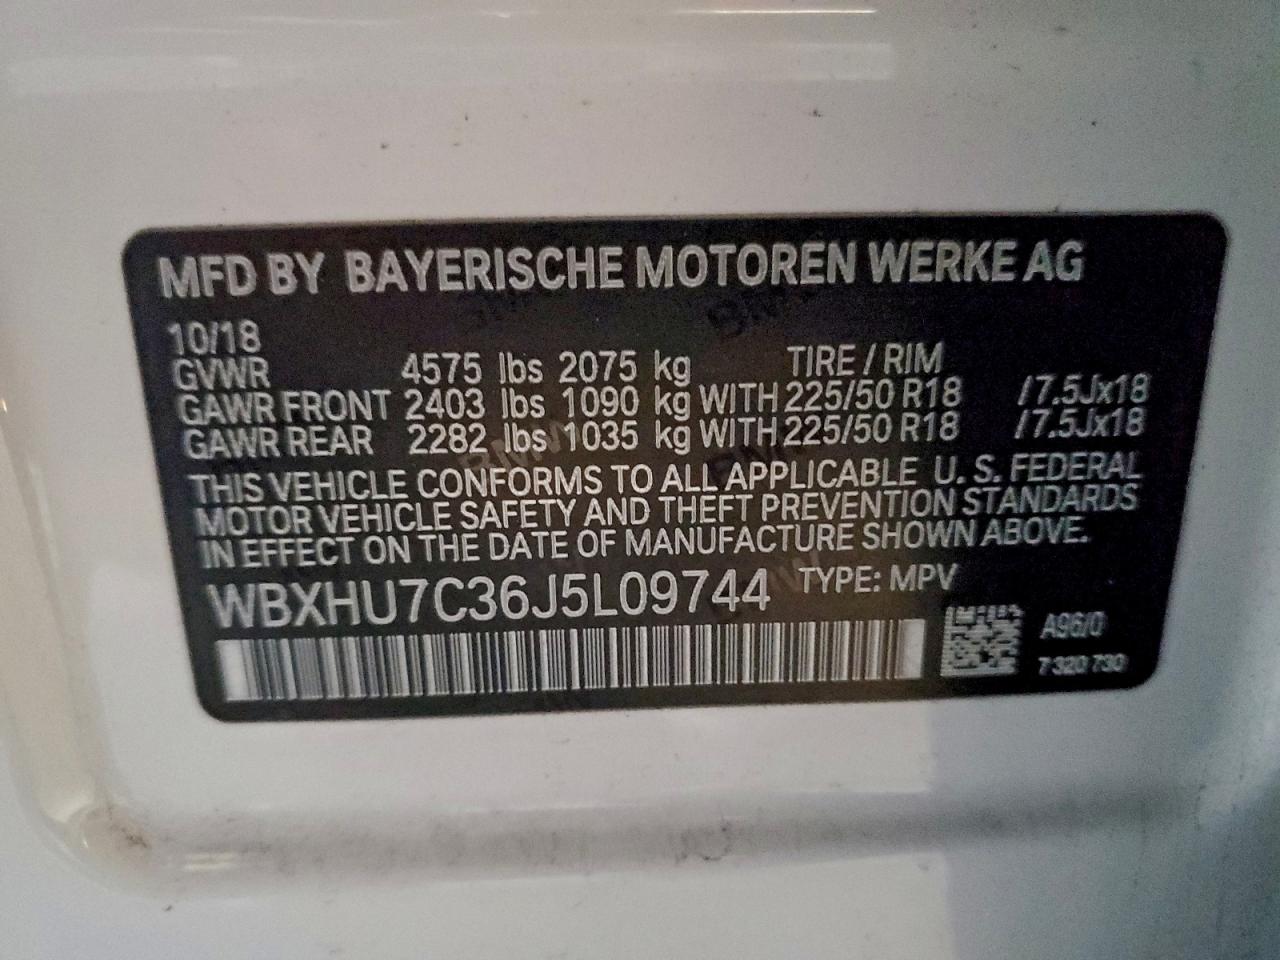 MFD BY BAYERISCHE MOTOREN WERKE AG
10/18
GVWR 4575 lbs 2075 kg TIRE / RIM
GAWR FRONT 2403 lbs 1090 kg WITH 225/50 R18 /7.5Jx18
GAWR REAR 2282 lbs 1035 kg WITH 225/50 R18 /7.5Jx18
THIS VEHICLE CONFORMS TO ALL APPLICABLE U. S. FEDERAL
MOTOR VEHICLE SAFETY AND THEFT PREVENTION STANDARDS
IN EFFECT ON THE DATE OF MANUFACTURE SHOWN ABOVE.
WBXHU7C36J5L09744 TYPE: MPV
A96/0
7 320 730